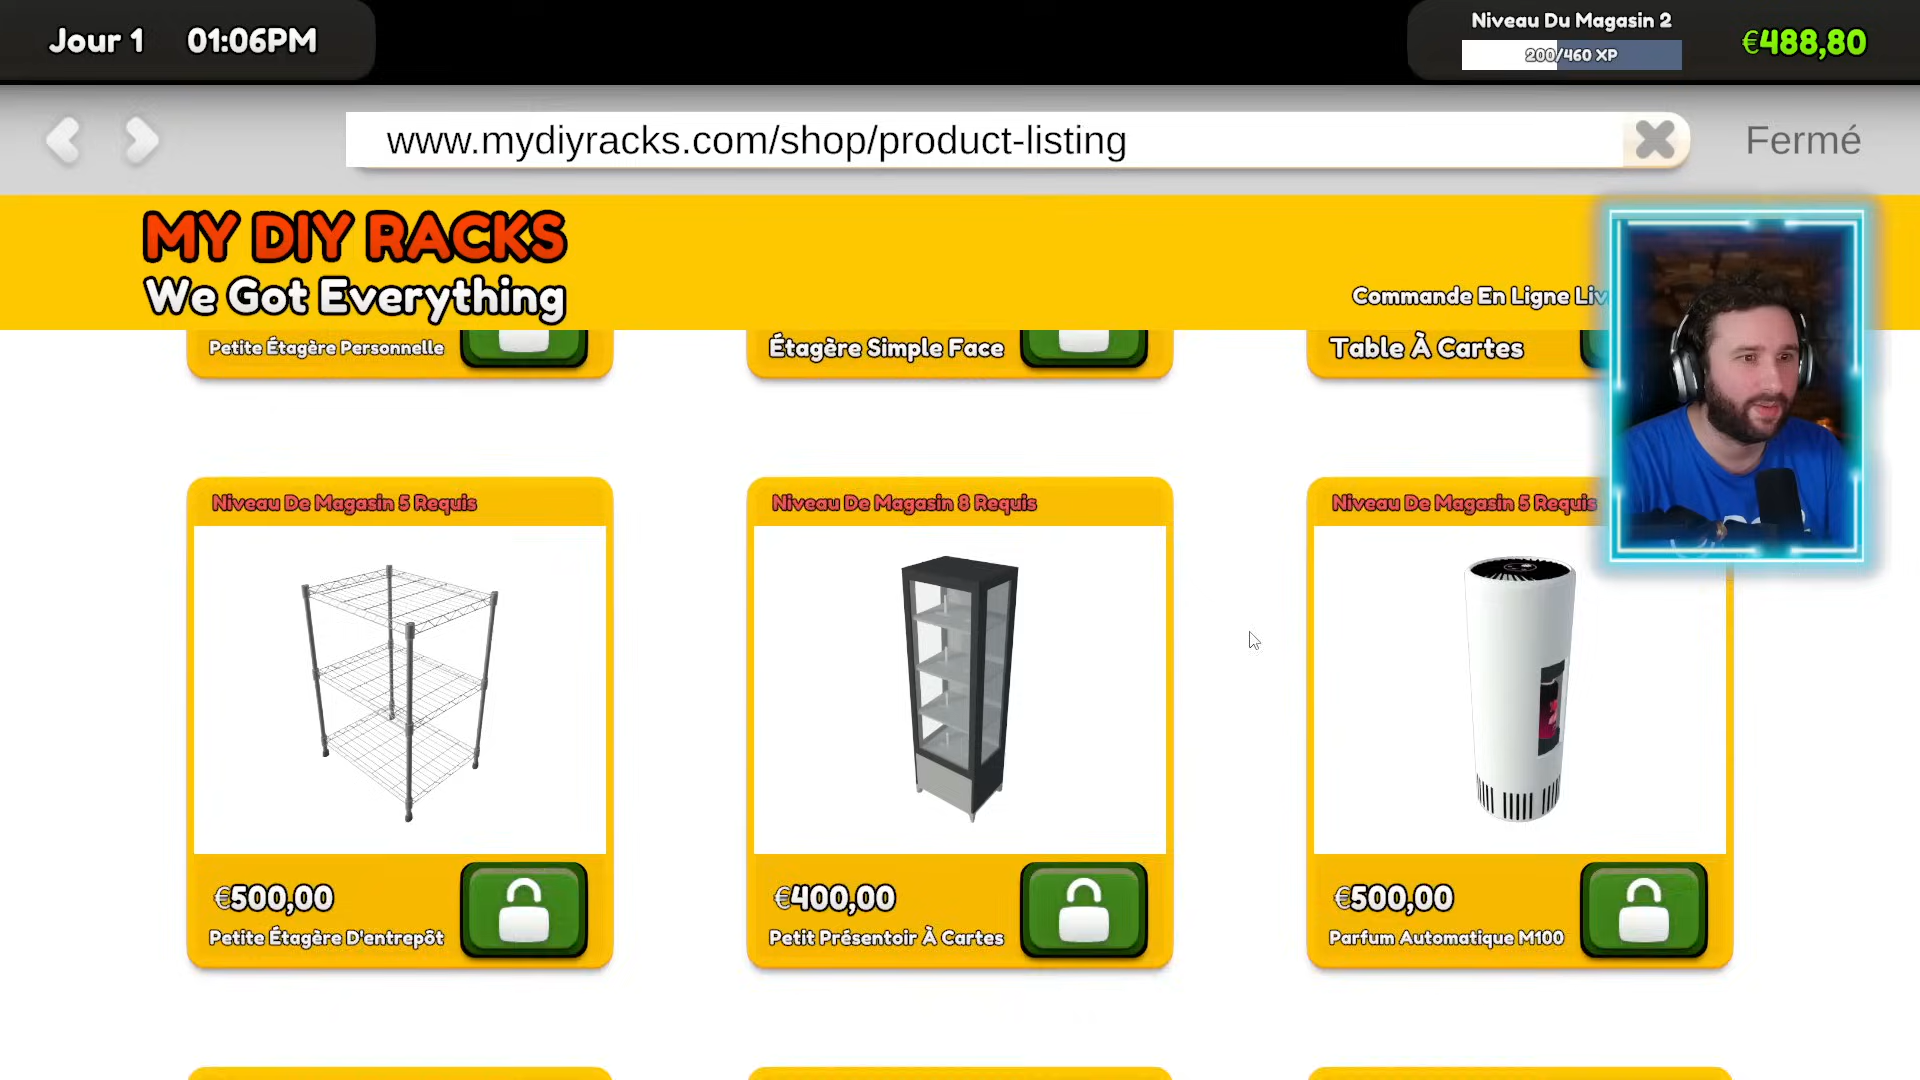 Jour 1 01:06PM
Niveau Du Magasin 2
200/460 XP
€488,80
www.mydiyracks.com/shop/product-listing
Fermé
MY DIY RACKS
We Got Everything
Commande En Ligne
Petite Étagère Personnelle
Étagère Simple Face
Table À Cartes
Niveau De Magasin 5 Requis
Niveau De Magasin 8 Requis
Niveau De Magasin 5 Requis
€500,00
Petite Étagère D'entrepôt
€400,00
Petit Présentoir À Cartes
€500,00
Parfum Automatique M100